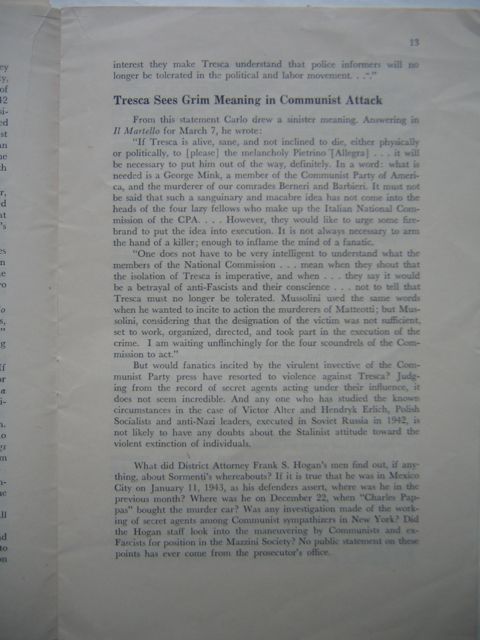 13
interest they make Tresca understand that police informers will no
longer be tolerated in the political and labor movement. . ."
Tresca Sees Grim Meaning in Communist Attack
From this statement Carlo drew a sinister meaning. Answering in
Il Martello for March 7, he wrote:
"If Tresca is alive, sane, and not inclined to die, either physically
or politically, to [please] the melancholy Pietrino [Allegra] . . . it will
be necessary to put him out of the way, definitely. In a word: what is
needed is a George Mink, a member of the Communist Party of Ameri-
ca, and the murderer of our comrades Berneri and Barbieri. It must not
be said that such a sanguinary and macabre idea has not come into the
heads of the four lazy fellows who make up the Italian National Com-
mission of the CPA. . . . However, they would like to urge some fire-
brand to put the idea into execution. It is not always necessary to arm
the hand of a killer; enough to inflame the mind of a fanatic.
"One does not have to be very intelligent to understand what the
members of the National Commission . . . mean when they shout that
the isolation of Tresca is imperative, and when . . . they say it would
be a betrayal of anti-Fascists and their conscience . . . not to tell that
Tresca must no longer be tolerated. Mussolini used the same words
when he wanted to incite to action the murderers of Matteotti; but Mus-
solini, considering that the designation of the victim was not sufficient,
set to work, organized, directed, and took part in the execution of the
crime. I am waiting unflinchingly for the four scoundrels of the Com-
mission to act."
But would fanatics incited by the virulent invective of the Com-
munist Party press have resorted to violence against Tresca? Judg-
ing from the record of secret agents acting under their influence, it
does not seem incredible. And any one who has studied the known
circumstances in the case of Victor Alter and Hendryk Erlich, Polish
Socialists and anti-Nazi leaders, executed in Soviet Russia in 1942, is
not likely to have any doubts about the Stalinist attitude toward the
violent extinction of individuals.
What did District Attorney Frank S. Hogan's men find out, if any-
thing, about Sormenti's whereabouts? If it is true that he was in Mexico
City on January 11, 1943, as his defenders assert, where was he in the
previous month? Where was he on December 22, when "Charles Pap-
pas" bought the murder car? Was any investigation made of the work-
ing of secret agents among Communist sympathizers in New York? Did
the Hogan staff look into the maneuvering by Communists and ex-
Fascists for position in the Mazzini Society? No public statement on these
points has ever come from the prosecutor's office.